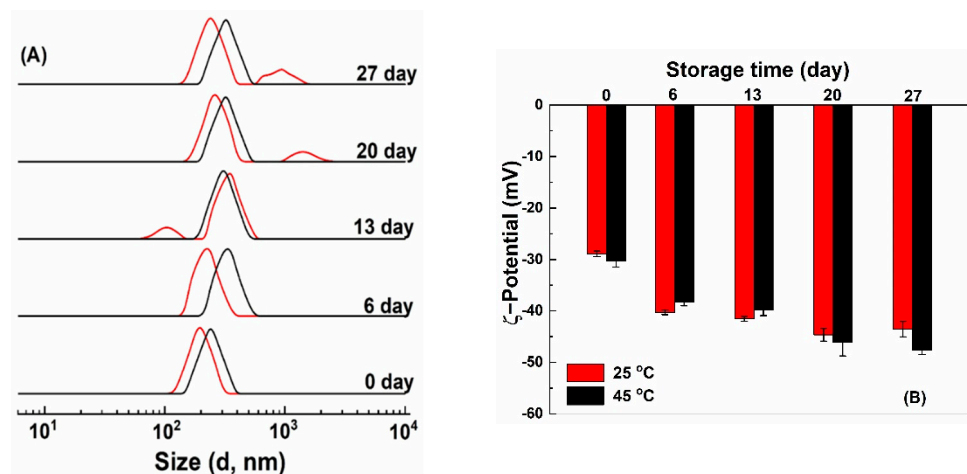 (A)
27 day
20 day
13 day
6 day
0 day
10¹ 10² 10³ 10⁴
Size (d, nm)
Storage time (day)
0 6 13 20 27
0
-10
-20
-30
-40
-50
-60
ζ–Potential (mV)
25 °C
45 °C
(B)